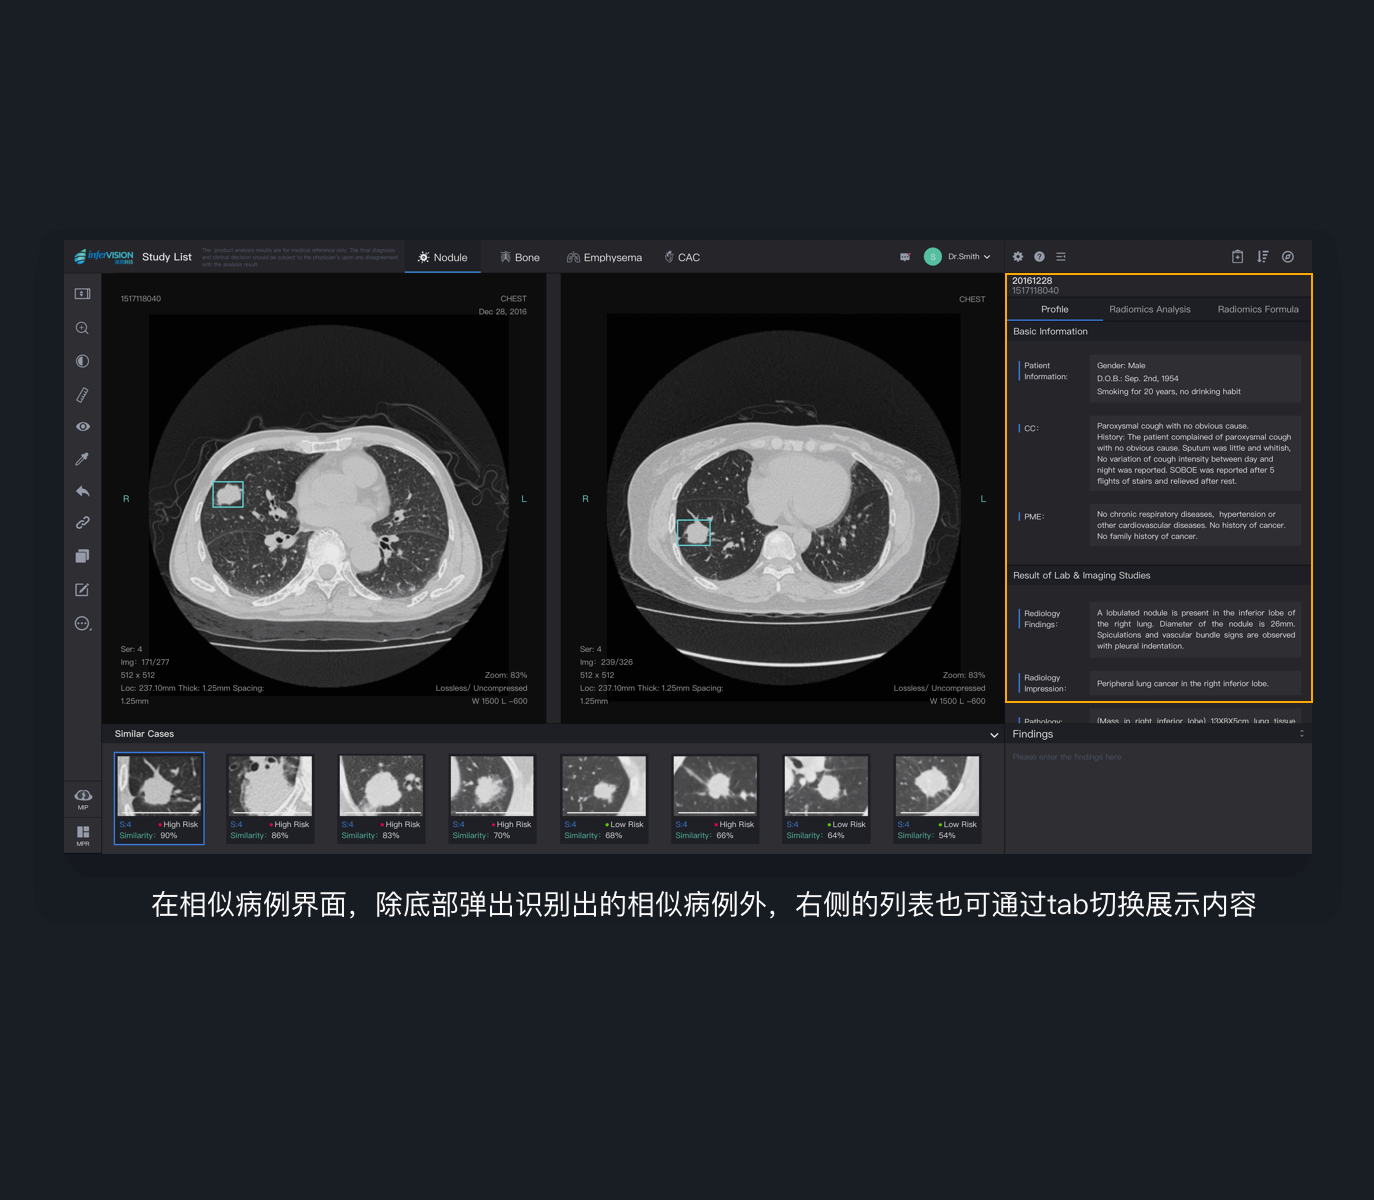 inferVISION
Study List
The product analysis results are for medical reference only. The final diagnosis
and clinical decision should be subject to the physician's upon any disagreement
with the analysis result
Nodule
Bone
Emphysema
CAC
S
Dr.Smith
1517118040
CHEST
Dec 28, 2016
R
L
Ser: 4
Img: 171/277
512 x 512
Zoom: 83%
Loc: 237.10mm Thick: 1.25mm Spacing:
Lossless/ Uncompressed
1.25mm
W 1500 L -600
CHEST
R
L
Ser: 4
Img: 239/326
512 x 512
Zoom: 83%
Loc: 237.10mm Thick: 1.25mm Spacing:
Lossless/ Uncompressed
1.25mm
W 1500 L -600
20161228
1517118040
Profile
Radiomics Analysis
Radiomics Formula
Basic Information
Patient
Information:
Gender: Male
D.O.B.: Sep. 2nd, 1954
Smoking for 20 years, no drinking habit
CC:
Paroxysmal cough with no obvious cause.
History: The patient complained of paroxysmal cough
with no obvious cause. Sputum was little and whitish,
No variation of cough intensity between day and
night was reported. SOBOE was reported after 5
flights of stairs and relieved after rest.
PME:
No chronic respiratory diseases, hypertension or
other cardiovascular diseases. No history of cancer.
No family history of cancer.
Result of Lab & Imaging Studies
Radiology
Findings:
A lobulated nodule is present in the inferior lobe of
the right lung. Diameter of the nodule is 26mm.
Spiculations and vascular bundle signs are observed
with pleural indentation.
Radiology
Impression:
Peripheral lung cancer in the right inferior lobe.
Pathology:
(Mass in right inferior lobe) 13X8X5cm lung tissue
Findings
Please enter the findings here
MIP
MPR
Similar Cases
S:4 High Risk
Similarity: 90%
S:4 High Risk
Similarity: 86%
S:4 High Risk
Similarity: 83%
S:4 High Risk
Similarity: 70%
S:4 Low Risk
Similarity: 68%
S:4 High Risk
Similarity: 66%
S:4 Low Risk
Similarity: 64%
S:4 Low Risk
Similarity: 54%
在相似病例界面，除底部弹出识别出的相似病例外，右侧的列表也可通过tab切换展示内容